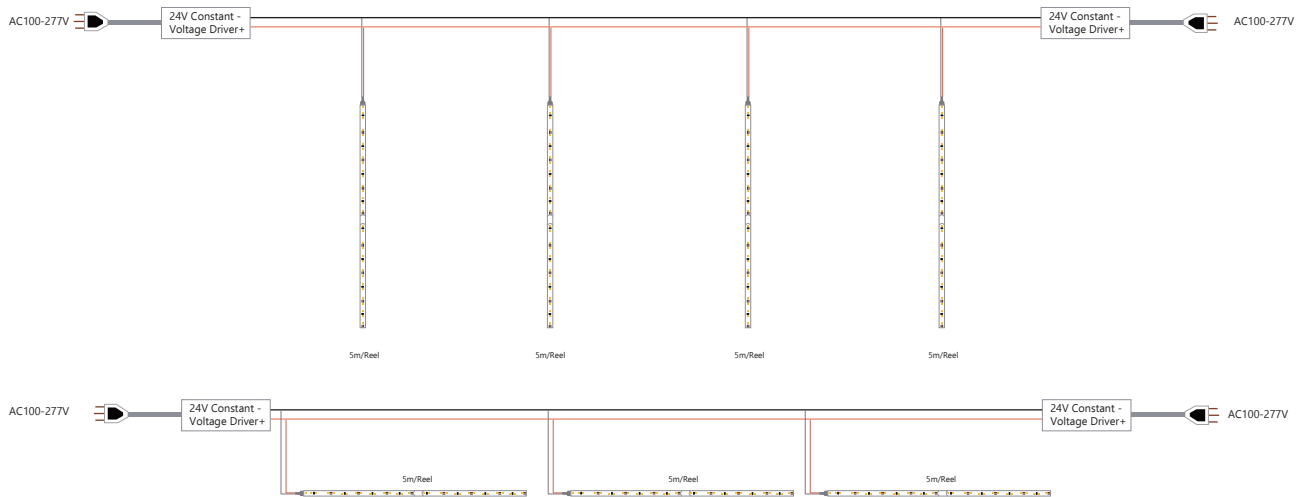 AC100-277V
24V Constant -
Voltage Driver+
24V Constant -
Voltage Driver+
AC100-277V
5m/Reel
5m/Reel
5m/Reel
5m/Reel
AC100-277V
24V Constant -
Voltage Driver+
24V Constant -
Voltage Driver+
AC100-277V
5m/Reel
5m/Reel
5m/Reel